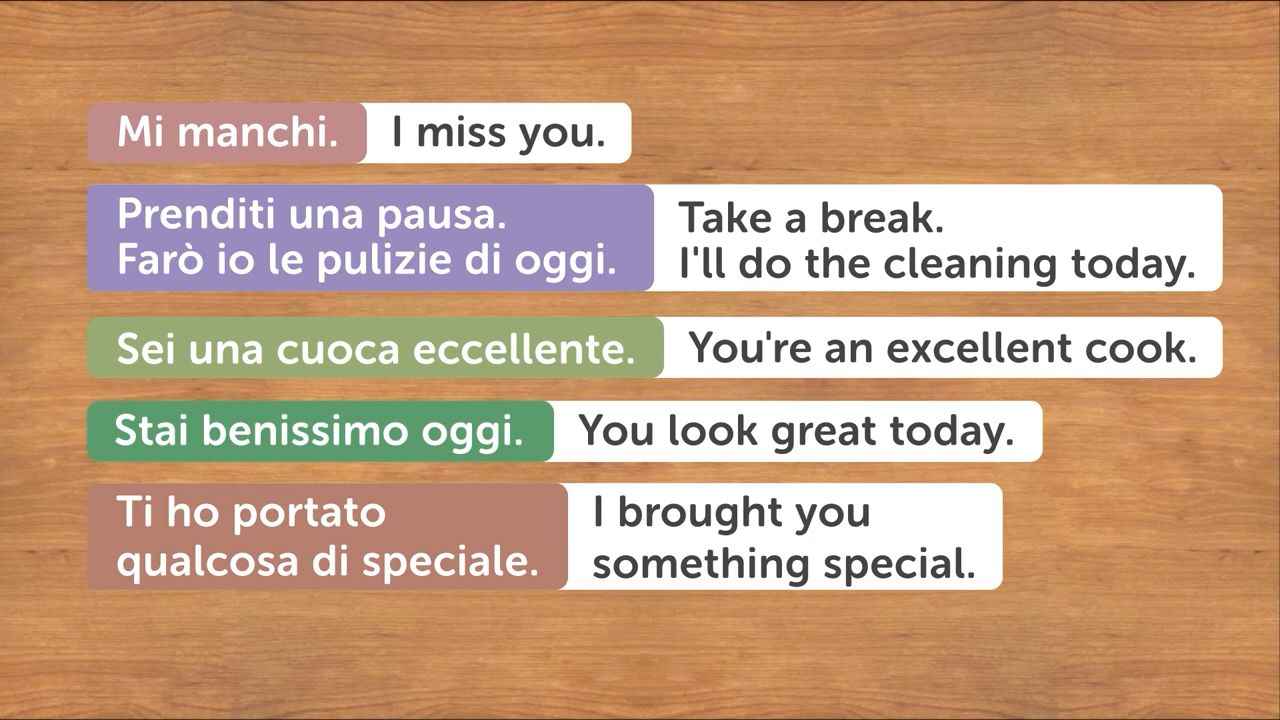 Mi manchi. I miss you.
Prenditi una pausa.
Farò io le pulizie di oggi.
Take a break.
I'll do the cleaning today.
Sei una cuoca eccellente. You're an excellent cook.
Stai benissimo oggi. You look great today.
Ti ho portato
qualcosa di speciale.
I brought you
something special.